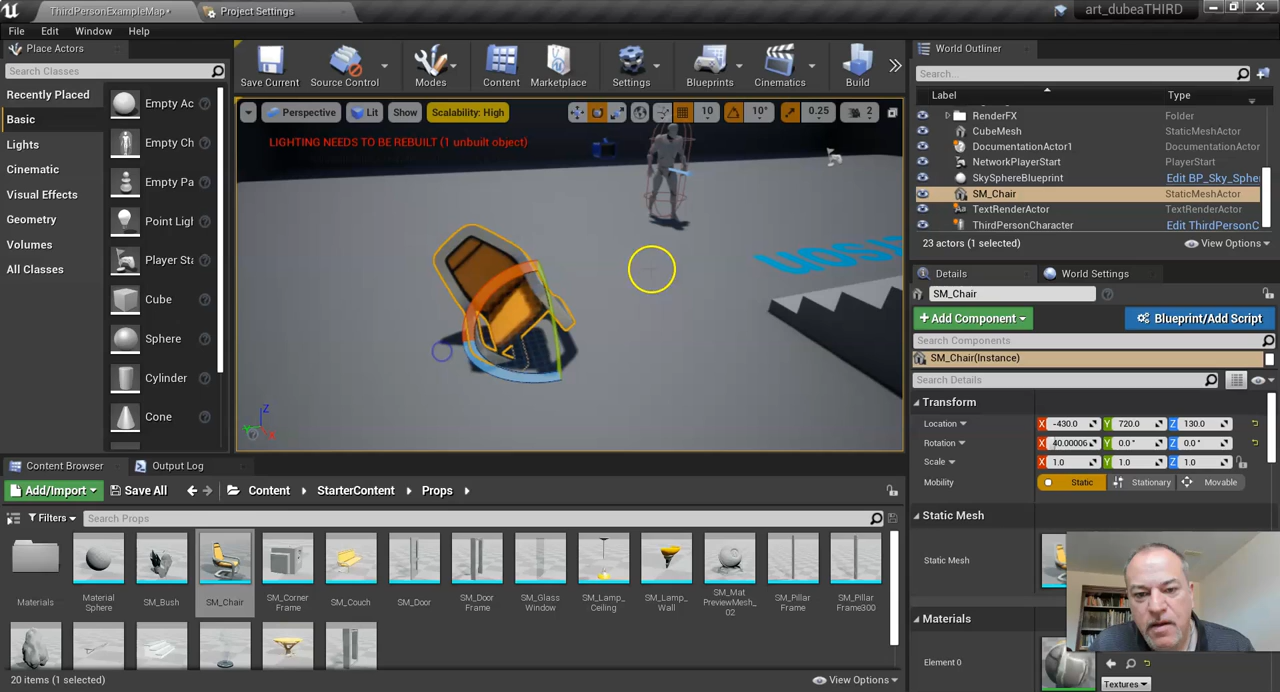 ThirdPersonExampleMap*
Project Settings
art_dubeaTHIRD
File Edit Window Help
Place Actors
Search Classes
Recently Placed
Basic
Lights
Cinematic
Visual Effects
Geometry
Volumes
All Classes
Empty Ac
Empty Ch
Empty Pa
Point Ligh
Player Sta
Cube
Sphere
Cylinder
Cone
Save Current
Source Control
Modes
Content
Marketplace
Settings
Blueprints
Cinematics
Build
Perspective
Lit
Show
Scalability: High
10
10°
0.25
2
LIGHTING NEEDS TO BE REBUILT (1 unbuilt object)
World Outliner
Search...
Label
Type
RenderFX Folder
CubeMesh StaticMeshActor
DocumentationActor1 DocumentationActor
NetworkPlayerStart PlayerStart
SkySphereBlueprint Edit BP_Sky_Sphe
SM_Chair StaticMeshActor
TextRenderActor TextRenderActor
ThirdPersonCharacter Edit ThirdPersonC
23 actors (1 selected)
View Options
Details
World Settings
SM_Chair
+ Add Component
Blueprint/Add Script
Search Components
SM_Chair(Instance)
Search Details
Transform
Location X -430.0 Y 720.0 Z 130.0
Rotation X 40.00006 Y 0.0° Z 0.0°
Scale X 1.0 Y 1.0 Z 1.0
Mobility Static Stationary Movable
Static Mesh
Static Mesh
Materials
Element 0
Textures
Content Browser
Output Log
Add/Import
Save All
Content
StarterContent
Props
Filters
Search Props
Materials
Material Sphere
SM_Bush
SM_Chair
SM_Corner Frame
SM_Couch
SM_Door
SM_Door Frame
SM_Glass Window
SM_Lamp_ Ceiling
SM_Lamp_ Wall
SM_Mat PreviewMesh_ 02
SM_Pillar Frame
SM_Pillar Frame300
20 items (1 selected)
View Options
Z